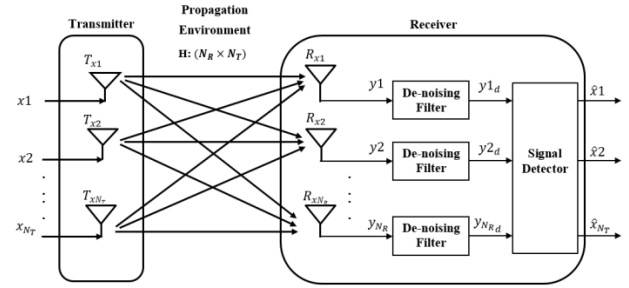 Propagation
Environment
Transmitter
Receiver
H: (N_R × N_T)
T_{x1}
R_{x1}
x1
y1
De-noising
Filter
y1_d
x̂1
T_{x2}
R_{x2}
x2
y2
De-noising
Filter
y2_d
Signal
Detector
x̂2
T_{xN_T}
R_{xN_R}
x_{N_T}
y_{N_R}
De-noising
Filter
y_{N_R d}
x̂_{N_T}